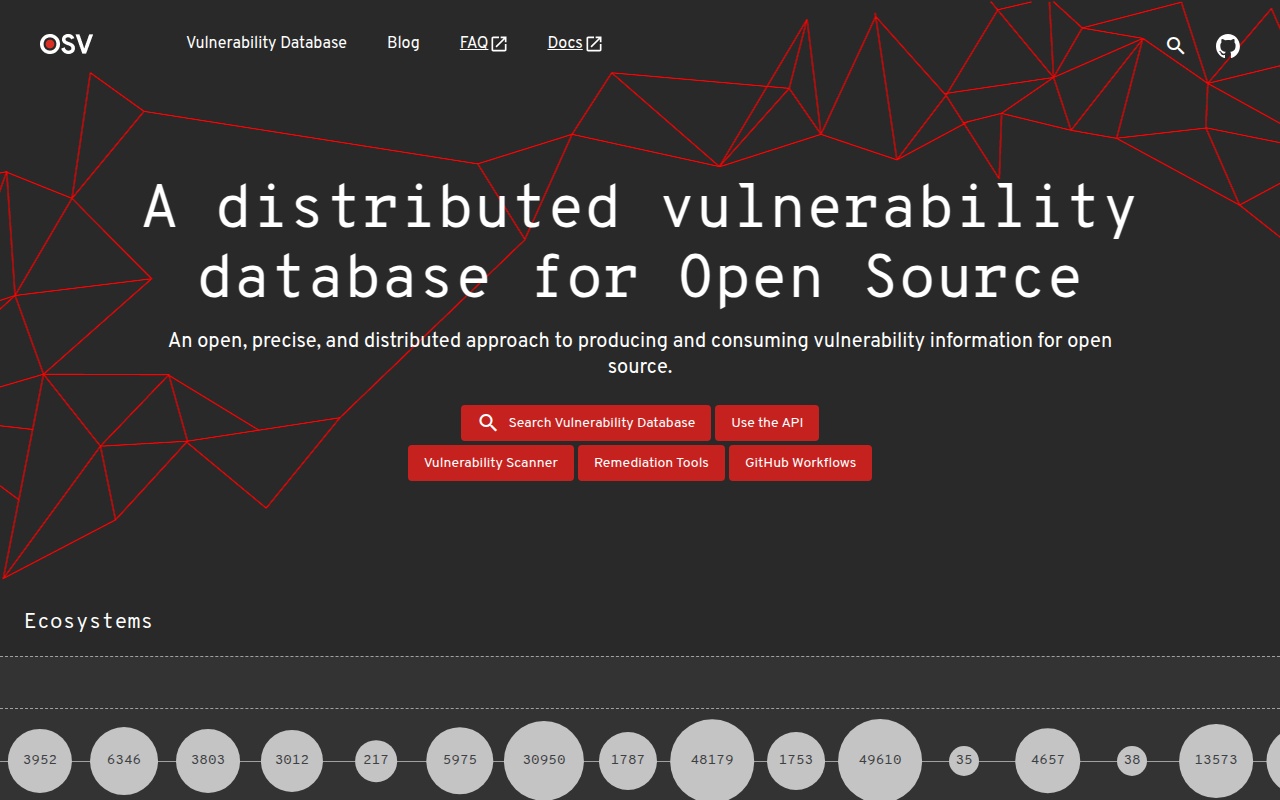 OSV
Vulnerability Database
Blog
FAQ
Docs
A distributed vulnerability
database for Open Source
An open, precise, and distributed approach to producing and consuming vulnerability information for open
source.
Search Vulnerability Database
Use the API
Vulnerability Scanner
Remediation Tools
GitHub Workflows
Ecosystems
3952
6346
3803
3012
217
5975
30950
1787
48179
1753
49610
35
4657
38
13573